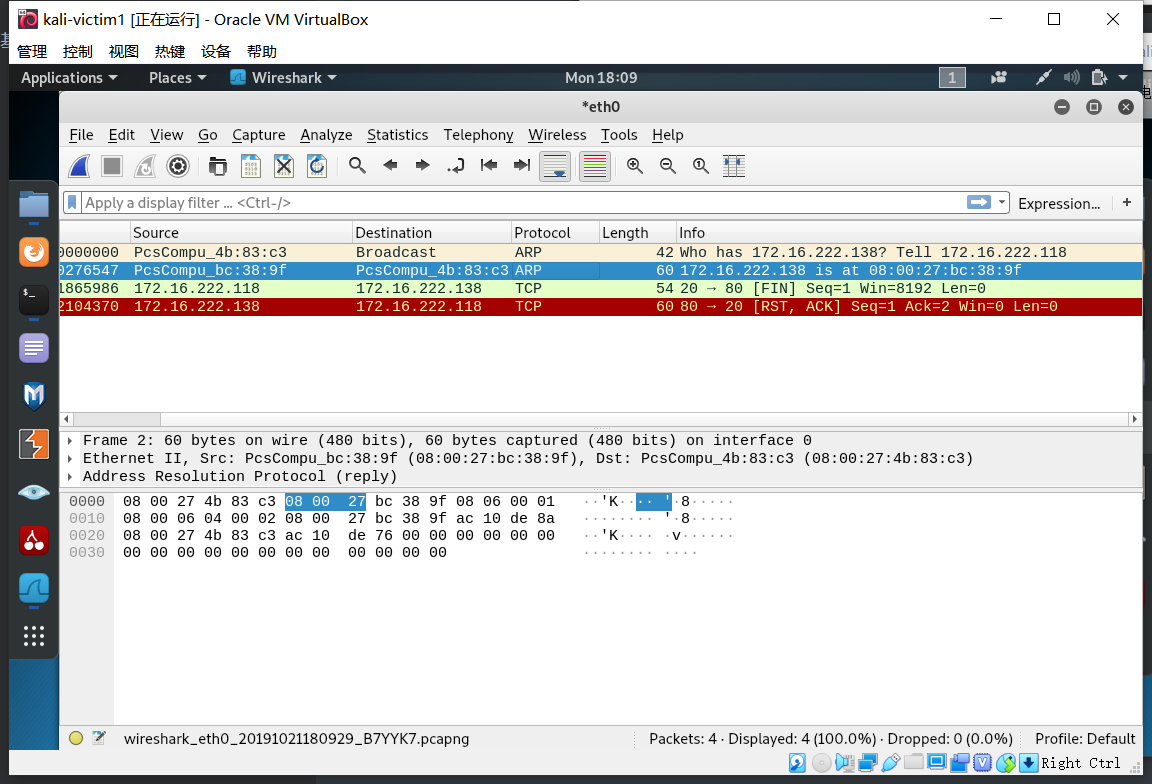 kali-victim1 [正在运行] - Oracle VM VirtualBox
管理 控制 视图 热键 设备 帮助
Applications Places Wireshark Mon 18:09 1
*eth0
File Edit View Go Capture Analyze Statistics Telephony Wireless Tools Help
Apply a display filter ... <Ctrl-/> Expression... +
Source Destination Protocol Length Info
0000000 PcsCompu_4b:83:c3 Broadcast ARP 42 Who has 172.16.222.138? Tell 172.16.222.118
0276547 PcsCompu_bc:38:9f PcsCompu_4b:83:c3 ARP 60 172.16.222.138 is at 08:00:27:bc:38:9f
1865986 172.16.222.118 172.16.222.138 TCP 54 20 → 80 [FIN] Seq=1 Win=8192 Len=0
2104370 172.16.222.138 172.16.222.118 TCP 60 80 → 20 [RST, ACK] Seq=1 Ack=2 Win=0 Len=0
Frame 2: 60 bytes on wire (480 bits), 60 bytes captured (480 bits) on interface 0
Ethernet II, Src: PcsCompu_bc:38:9f (08:00:27:bc:38:9f), Dst: PcsCompu_4b:83:c3 (08:00:27:4b:83:c3)
Address Resolution Protocol (reply)
0000 08 00 27 4b 83 c3 08 00 27 bc 38 9f 08 06 00 01 ··'K····'·8·····
0010 08 00 06 04 00 02 08 00 27 bc 38 9f ac 10 de 8a ········'·8·····
0020 08 00 27 4b 83 c3 ac 10 de 76 00 00 00 00 00 00 ··'K·····v······
0030 00 00 00 00 00 00 00 00 00 00 00 00 ············
wireshark_eth0_20191021180929_B7YYK7.pcapng Packets: 4 · Displayed: 4 (100.0%) · Dropped: 0 (0.0%) Profile: Default
Right Ctrl